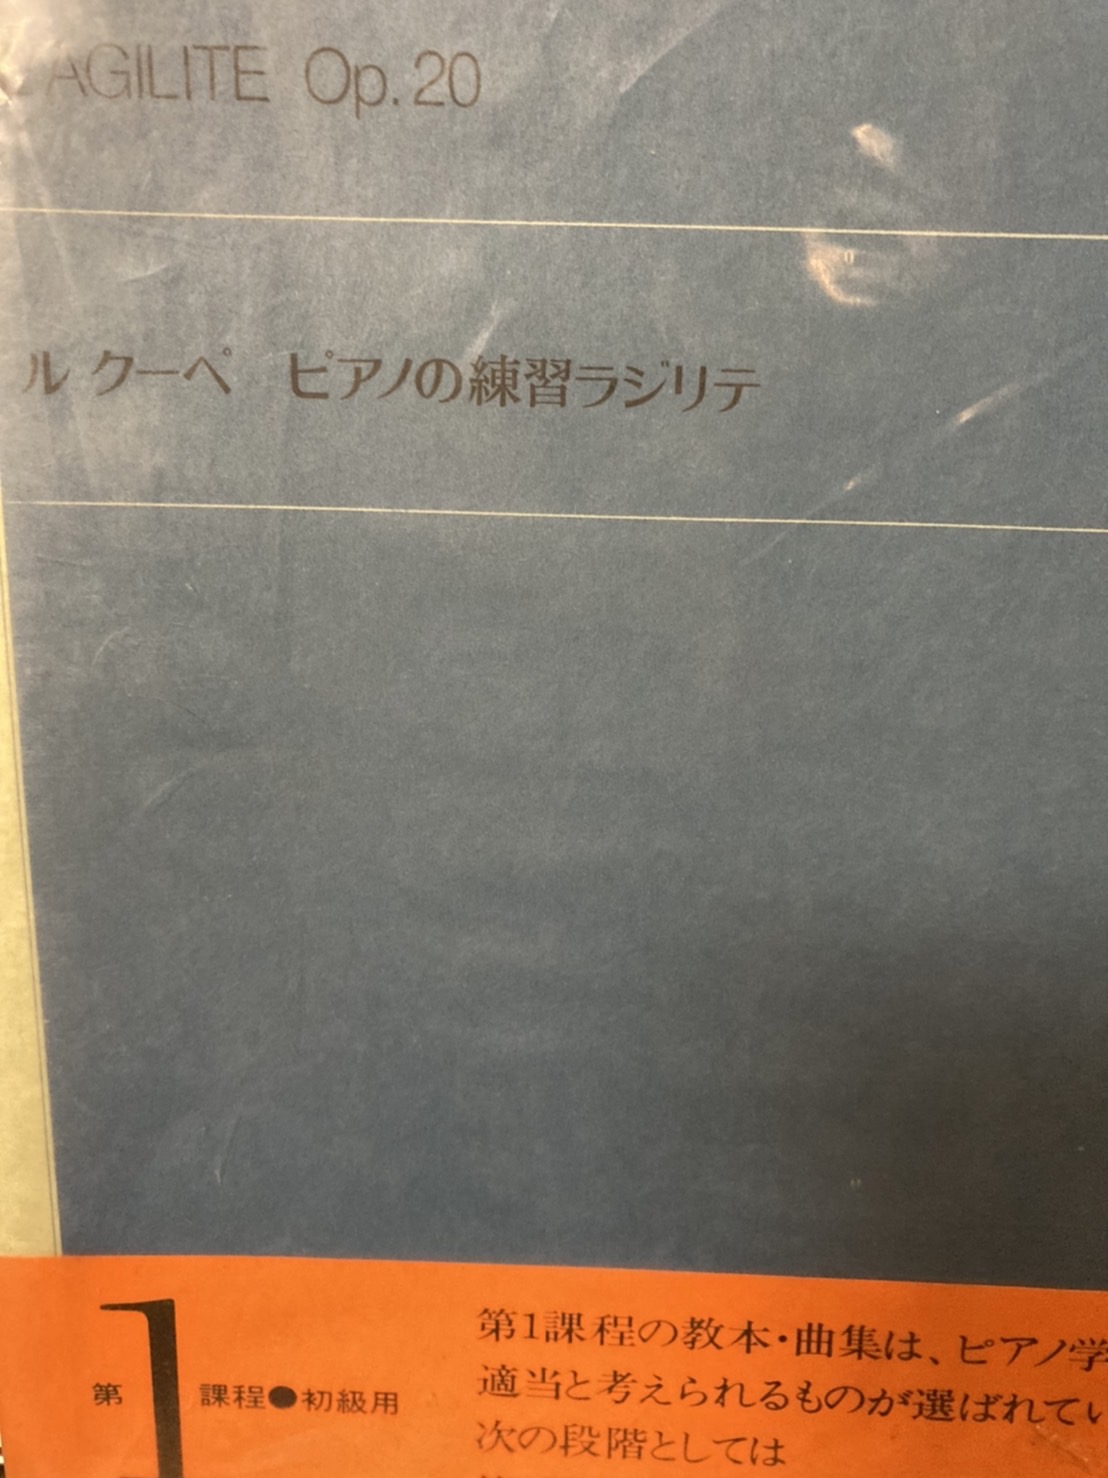 L'AGILITE Op.20
ル クーペ ピアノの練習ラジリテ
第1課程●初級用
第1課程の教本・曲集は、ピアノ学
適当と考えられるものが選ばれてい
次の段階としては